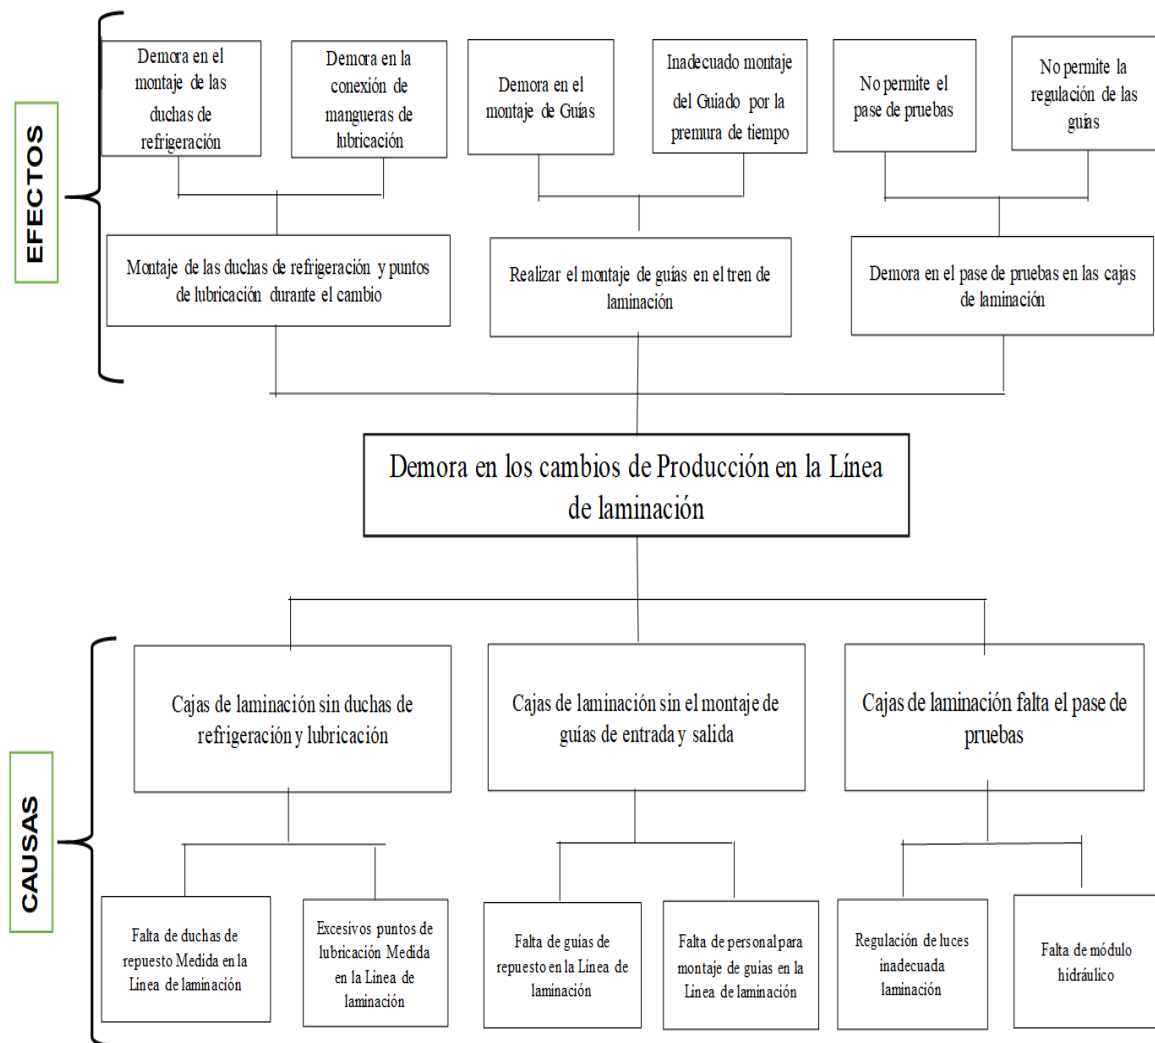 EFECTOS
Demora en el
montaje de las
duchas de
refrigeración
Demora en la
conexión de
mangueras de
lubricación
Demora en el
montaje de Guías
Inadecuado montaje
del Guiado por la
premura de tiempo
No permite el
pase de pruebas
No permite la
regulación de las
guías
Montaje de las duchas de refrigeración y puntos
de lubricación durante el cambio
Realizar el montaje de guías en el tren de
laminación
Demora en el pase de pruebas en las cajas
de laminación
Demora en los cambios de Producción en la Línea
de laminación
CAUSAS
Cajas de laminación sin duchas de
refrigeración y lubricación
Cajas de laminación sin el montaje de
guías de entrada y salida
Cajas de laminación falta el pase de
pruebas
Falta de duchas de
repuesto Medida en la
Línea de laminación
Excesivos puntos de
lubricación Medida
en la Línea de
laminación
Falta de guías de
repuesto en la Línea de
laminación
Falta de personal para
montaje de guías en la
Línea de laminación
Regulación de luces
inadecuada
laminación
Falta de módulo
hidráulico